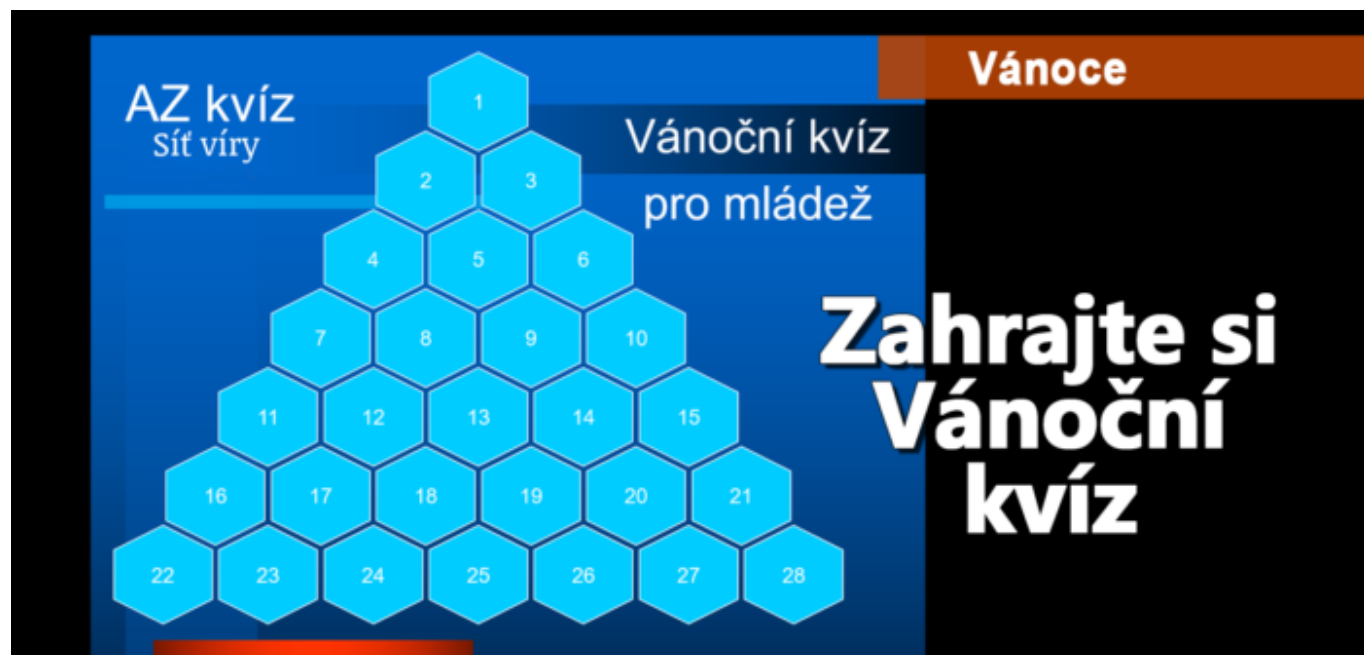 Vánoce
AZ kvíz
Síť víry
Vánoční kvíz
pro mládež
1
2 3
4 5 6
7 8 9 10
11 12 13 14 15
16 17 18 19 20 21
22 23 24 25 26 27 28
Zahrajte si
Vánoční
kvíz